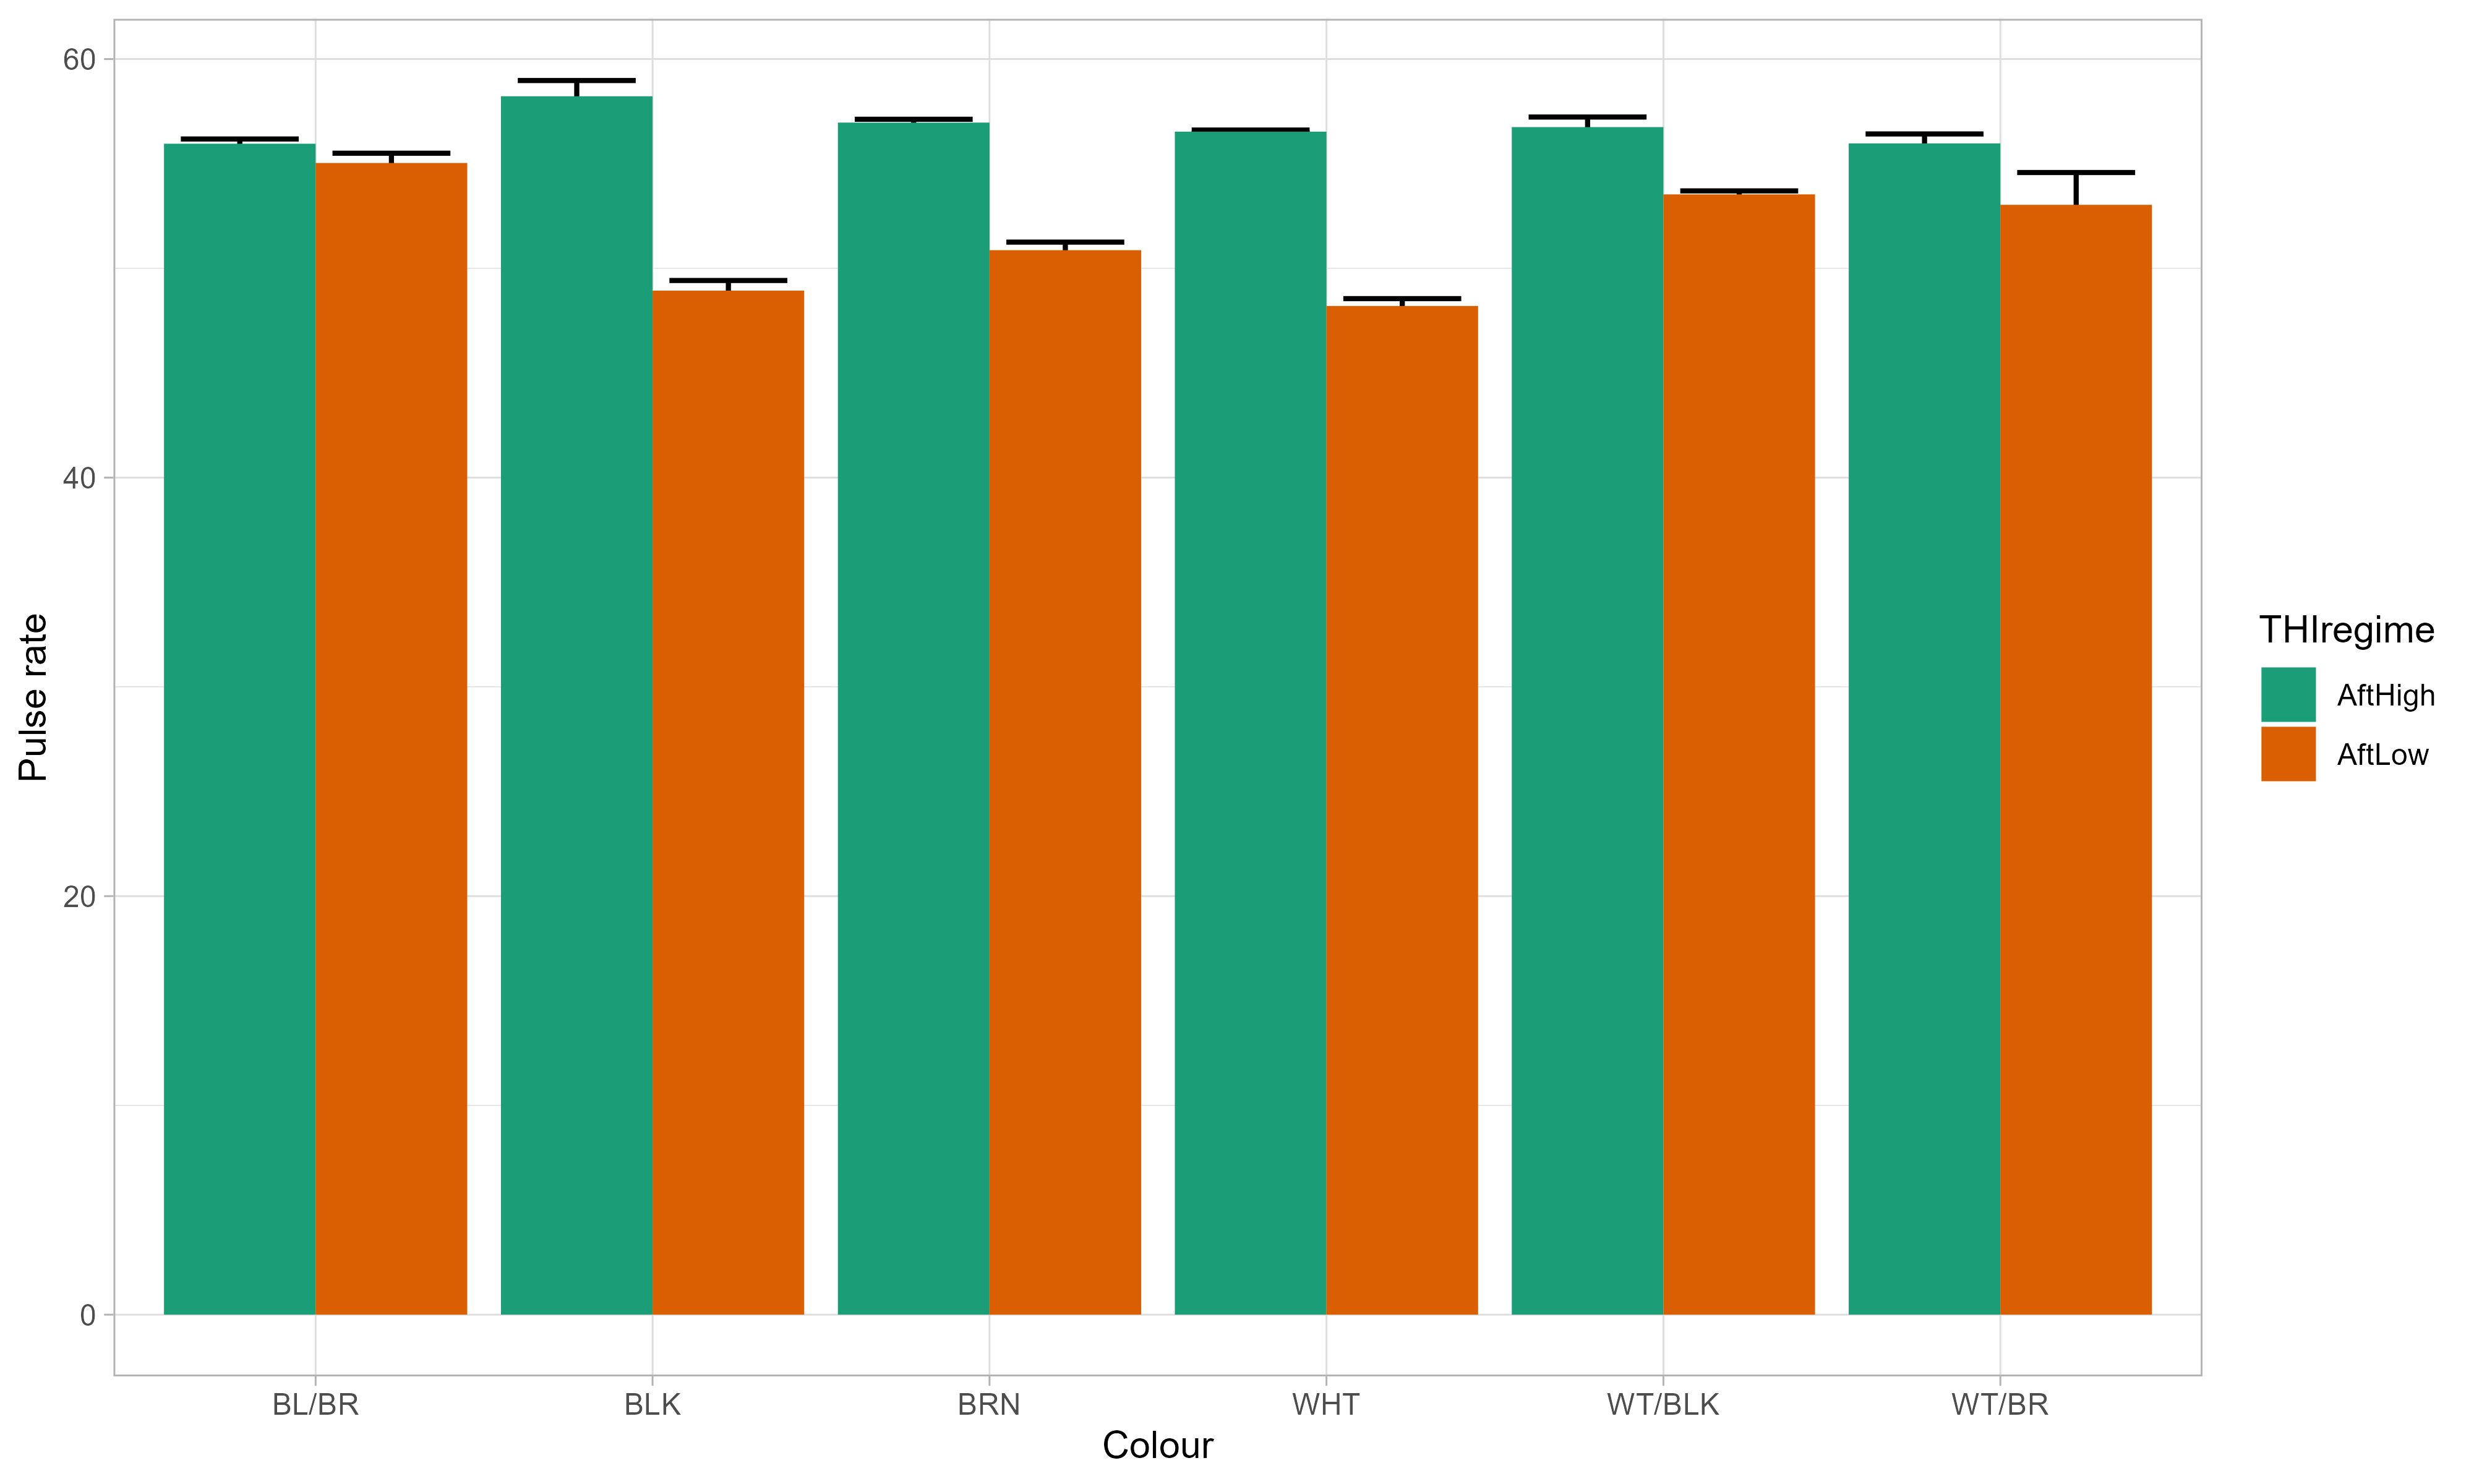 60
40
20
0
Pulse rate
BL/BR BLK BRN WHT WT/BLK WT/BR
Colour
THIregime
AftHigh
AftLow